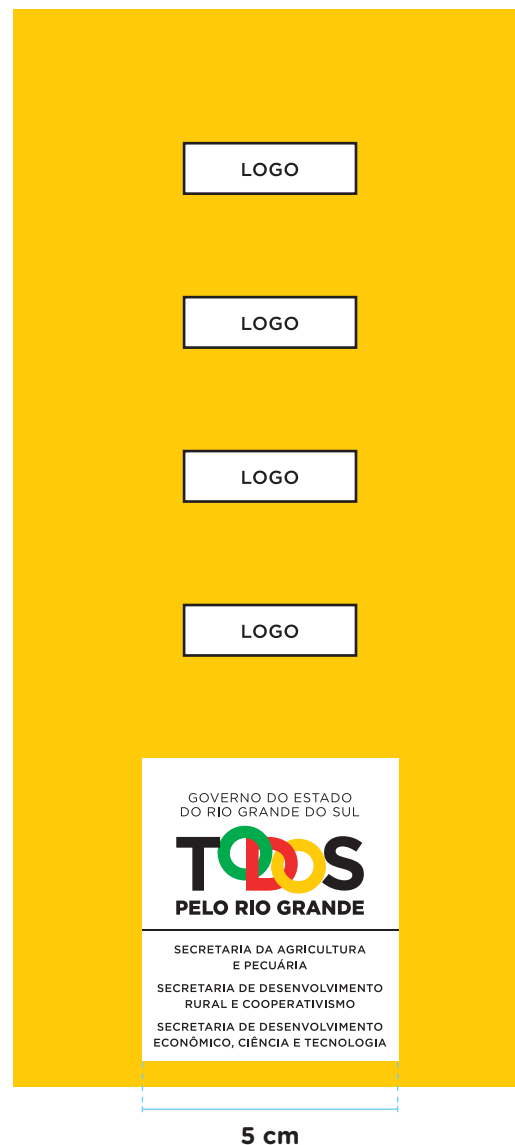 LOGO
LOGO
LOGO
LOGO
GOVERNO DO ESTADO
DO RIO GRANDE DO SUL
TODOS
PELO RIO GRANDE
SECRETARIA DA AGRICULTURA
E PECUÁRIA
SECRETARIA DE DESENVOLVIMENTO
RURAL E COOPERATIVISMO
SECRETARIA DE DESENVOLVIMENTO
ECONÔMICO, CIÊNCIA E TECNOLOGIA
5 cm